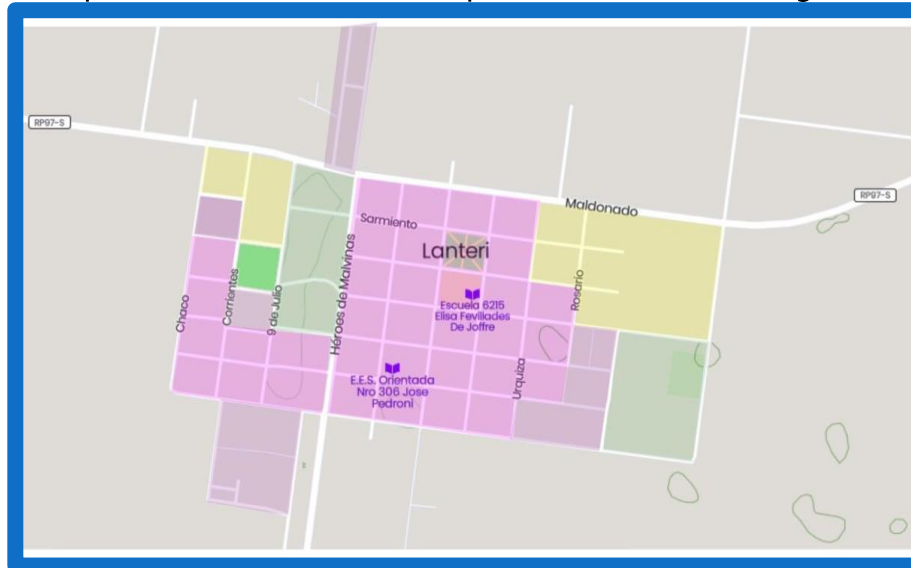 RP97-S
RP97-S
Maldonado
Sarmiento
Lanteri
Héroes de Malvinas
Rosario
Corrientes
9 de Julio
Chaco
Escuela 6215
Elisa Feviliades
De Joffre
Urquiza
E.E.S. Orientada
Nro 306 Jose
Pedroni